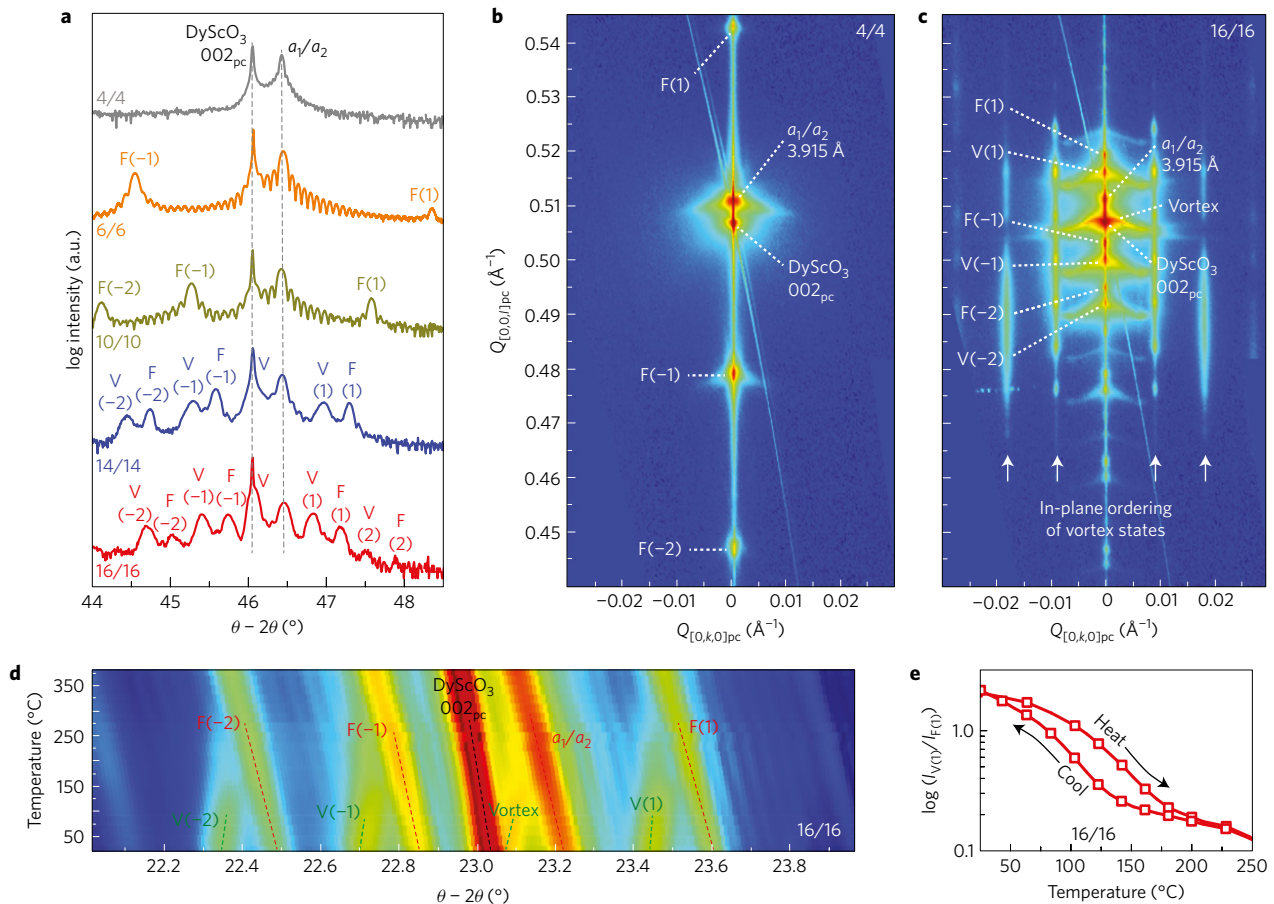 a
DyScO₃
002pc
a₁/a₂
4/4
F(−1)
F(1)
6/6
F(−2)
F(−1)
F(1)
10/10
V
(−2)
F
(−2)
V
(−1)
F
(−1)
V
V
(1)
F
(1)
14/14
V
(−2)
F
(−2)
V
(−1)
F
(−1)
V
V
(1)
F
(1)
V
(2)
F
(2)
16/16
44 45 46 47 48
θ − 2θ (°)
log intensity (a.u.)
b
4/4
0.54
0.53
0.52
0.51
0.50
0.49
0.48
0.47
0.46
0.45
F(1)
a₁/a₂
3.915 Å
DyScO₃
002pc
F(−1)
F(−2)
Q[0,0,l]pc (Å⁻¹)
−0.02 −0.01 0 0.01 0.02
Q[0,k,0]pc (Å⁻¹)
c
16/16
F(1)
V(1)
a₁/a₂
3.915 Å
Vortex
F(−1)
V(−1)
DyScO₃
002pc
F(−2)
V(−2)
In-plane ordering
of vortex states
−0.02 −0.01 0 0.01 0.02
Q[0,k,0]pc (Å⁻¹)
d
350
250
150
50
Temperature (°C)
DyScO₃
002pc
F(−2)
F(−1)
a₁/a₂
F(1)
V(−2)
V(−1)
Vortex
V(1)
16/16
22.2 22.4 22.6 22.8 23.0 23.2 23.4 23.6 23.8
θ − 2θ (°)
e
log (I_V(1)/I_F(1))
1.0
0.1
Heat
Cool
16/16
50 100 150 200 250
Temperature (°C)